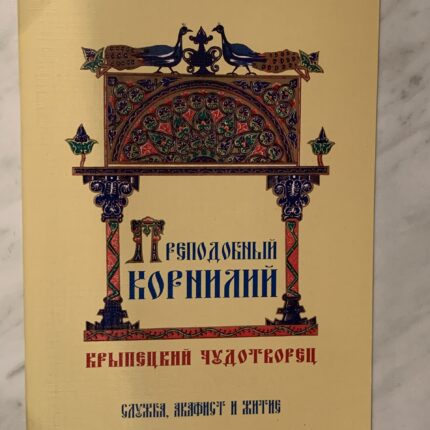 Преподобный
Корнилий
Крыпецкий чудотворец
Служба, акафист и житие